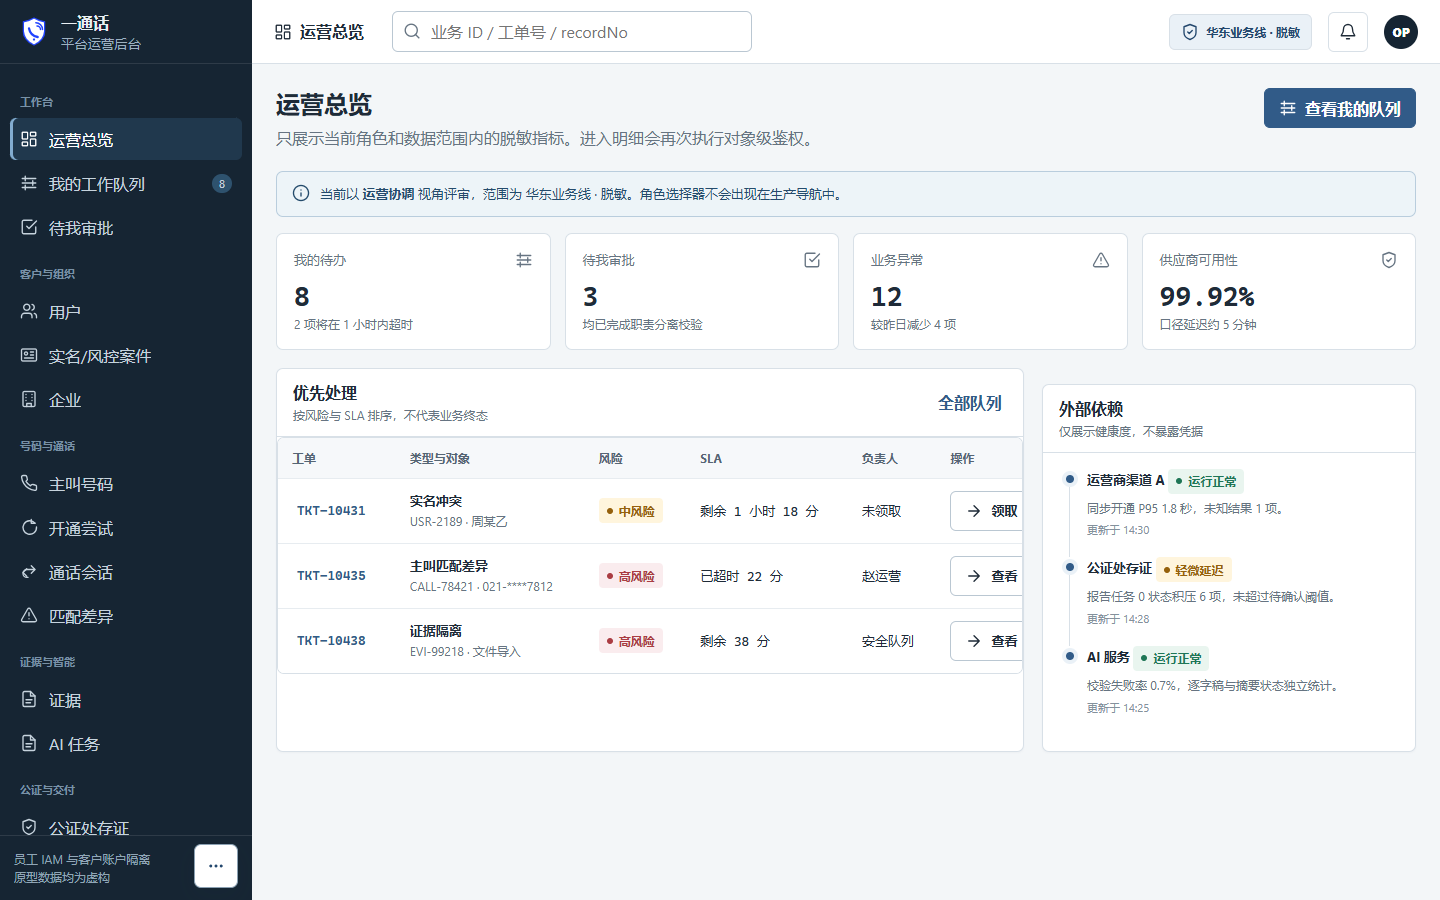 一通话
平台运营后台
工作台
运营总览
我的工作队列 8
待我审批
客户与组织
用户
实名/风控案件
企业
号码与通话
主叫号码
开通尝试
通话会话
匹配差异
证据与智能
证据
AI 任务
公证与交付
公证处存证
员工 IAM 与客户账户隔离
原型数据均为虚构
运营总览
业务 ID / 工单号 / recordNo
华东业务线 · 脱敏
OP
运营总览
只展示当前角色和数据范围内的脱敏指标。进入明细会再次执行对象级鉴权。
查看我的队列
当前以 运营协调 视角评审，范围为 华东业务线 · 脱敏。角色选择器不会出现在生产导航中。
我的待办
8
2 项将在 1 小时内超时
待我审批
3
均已完成职责分离校验
业务异常
12
较昨日减少 4 项
供应商可用性
99.92%
口径延迟约 5 分钟
优先处理
按风险与 SLA 排序，不代表业务终态
全部队列
工单 类型与对象 风险 SLA 负责人 操作
TKT-10431 实名冲突 中风险 剩余 1 小时 18 分 未领取 领取
USR-2189 · 周某乙
TKT-10435 主叫匹配差异 高风险 已超时 22 分 赵运营 查看
CALL-78421 · 021-****7812
TKT-10438 证据隔离 高风险 剩余 38 分 安全队列 查看
EVI-99218 · 文件导入
外部依赖
仅展示健康度，不暴露凭据
运营商渠道 A 运行正常
同步开通 P95 1.8 秒，未知结果 1 项。
更新于 14:30
公证处存证 轻微延迟
报告任务 0 状态积压 6 项，未超过待确认阈值。
更新于 14:28
AI 服务 运行正常
校验失败率 0.7%，逐字稿与摘要状态独立统计。
更新于 14:25